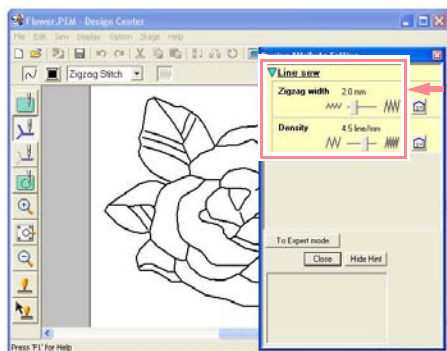 Flower.PEM - Design Center
File Edit Sew Display Option Stage Help
Zigzag Stitch
Line sew
Zigzag width 2.0 mm
Density 4.5 line/mm
To Expert mode
Close Hide Hint
Press "F1" for Help